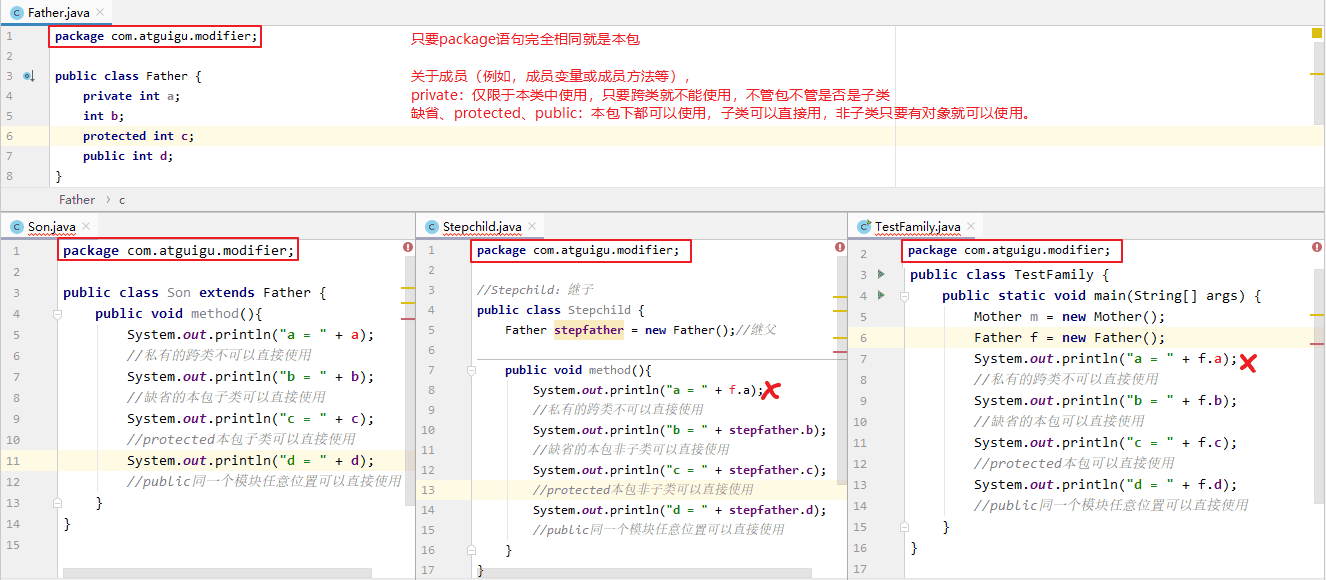 Father.java
1 package com.atguigu.modifier;
2
3 public class Father {
4 private int a;
5 int b;
6 protected int c;
7 public int d;
8 }
只要package语句完全相同就是本包
关于成员（例如，成员变量或成员方法等），
private：仅限于本类中使用，只要跨类就不能使用，不管包不管是否是子类
缺省、protected、public：本包下都可以使用，子类可以直接用，非子类只要有对象就可以使用。
Father › c
Son.java
1 package com.atguigu.modifier;
2
3 public class Son extends Father {
4 public void method(){
5 System.out.println("a = " + a);
6 //私有的跨类不可以直接使用
7 System.out.println("b = " + b);
8 //缺省的本包子类可以直接使用
9 System.out.println("c = " + c);
10 //protected本包子类可以直接使用
11 System.out.println("d = " + d);
12 //public同一个模块任意位置可以直接使用
13 }
14 }
15
Stepchild.java
1 package com.atguigu.modifier;
2
3 //Stepchild：继子
4 public class Stepchild {
5 Father stepfather = new Father();//继父
6
7 public void method(){
8 System.out.println("a = " + f.a);
9 //私有的跨类不可以直接使用
10 System.out.println("b = " + stepfather.b);
11 //缺省的本包非子类可以直接使用
12 System.out.println("c = " + stepfather.c);
13 //protected本包非子类可以直接使用
14 System.out.println("d = " + stepfather.d);
15 //public同一个模块任意位置可以直接使用
16 }
17 }
TestFamily.java
2 package com.atguigu.modifier;
3 public class TestFamily {
4 public static void main(String[] args) {
5 Mother m = new Mother();
6 Father f = new Father();
7 System.out.println("a = " + f.a);
8 //私有的跨类不可以直接使用
9 System.out.println("b = " + f.b);
10 //缺省的本包可以直接使用
11 System.out.println("c = " + f.c);
12 //protected本包可以直接使用
13 System.out.println("d = " + f.d);
14 //public同一个模块任意位置可以直接使用
15 }
16 }
17